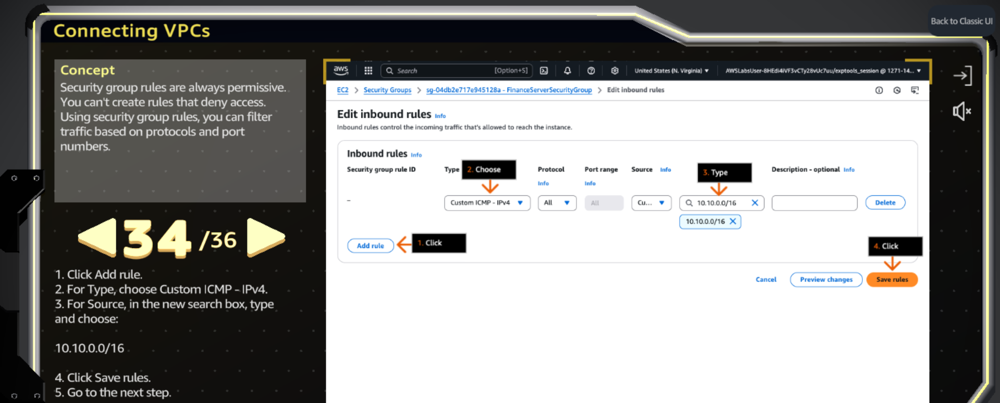 Back to Classic UI
Connecting VPCs
Concept
Security group rules are always permissive.
You can't create rules that deny access.
Using security group rules, you can filter
traffic based on protocols and port
numbers.
34 /36
1. Click Add rule.
2. For Type, choose Custom ICMP – IPv4.
3. For Source, in the new search box, type
and choose:
10.10.0.0/16
4. Click Save rules.
5. Go to the next step.
aws Search [Option+S] United States (N. Virginia) AWSLabsUser-8HEdi4iVF3vCTy28vUc7uu/exptools_session @ 1271-14...
EC2 > Security Groups > sg-04db2e717e945128a - FinanceServerSecurityGroup > Edit inbound rules
Edit inbound rules Info
Inbound rules control the incoming traffic that's allowed to reach the instance.
Inbound rules Info
Security group rule ID Type 2. Choose Protocol Port range Source Info 3. Type Description - optional Info
Info Info
– Custom ICMP - IPv4 All All Cu... 10.10.0.0/16 Delete
10.10.0.0/16
Add rule 1. Click
4. Click
Cancel Preview changes Save rules